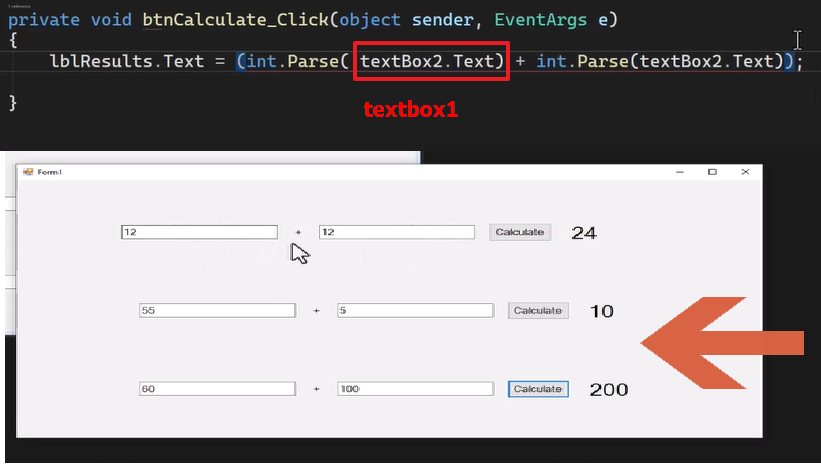 1 reference
private void btnCalculate_Click(object sender, EventArgs e)
{
lblResults.Text = (int.Parse( textBox2.Text) + int.Parse(textBox2.Text));
}
textbox1
Form1
12 + 12 Calculate 24
55 + 5 Calculate 10
60 + 100 Calculate 200